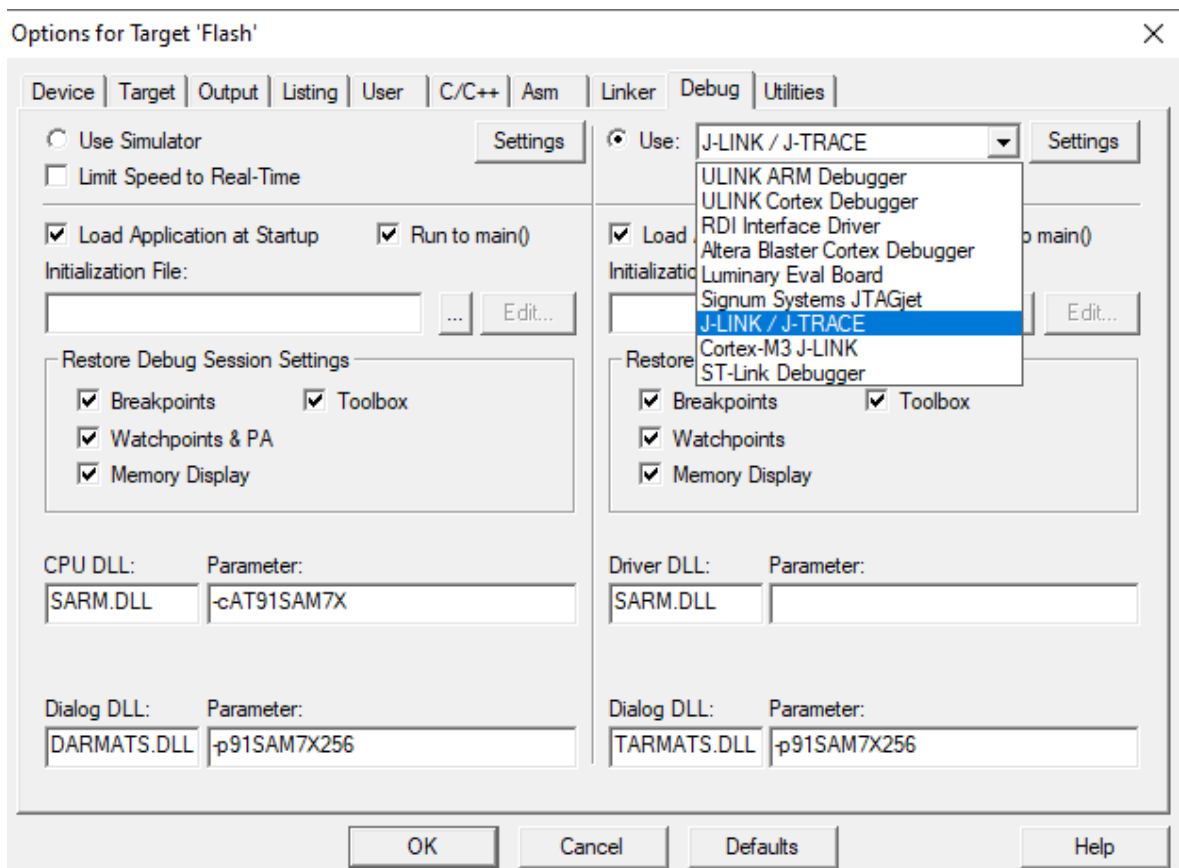 Options for Target 'Flash'
Device Target Output Listing User C/C++ Asm Linker Debug Utilities
Use Simulator Settings Use: J-LINK / J-TRACE Settings
Limit Speed to Real-Time
ULINK ARM Debugger
ULINK Cortex Debugger
RDI Interface Driver
Altera Blaster Cortex Debugger
Luminary Eval Board
Signum Systems JTAGjet
J-LINK / J-TRACE
Cortex-M3 J-LINK
ST-Link Debugger
Load Application at Startup Run to main() Load main()
Initialization File:
... Edit... Edit...
Restore Debug Session Settings Restore
Breakpoints Toolbox Breakpoints Toolbox
Watchpoints & PA Watchpoints
Memory Display Memory Display
CPU DLL: Parameter: Driver DLL: Parameter:
SARM.DLL -cAT91SAM7X SARM.DLL
Dialog DLL: Parameter: Dialog DLL: Parameter:
DARMATS.DLL -p91SAM7X256 TARMATS.DLL -p91SAM7X256
OK Cancel Defaults Help